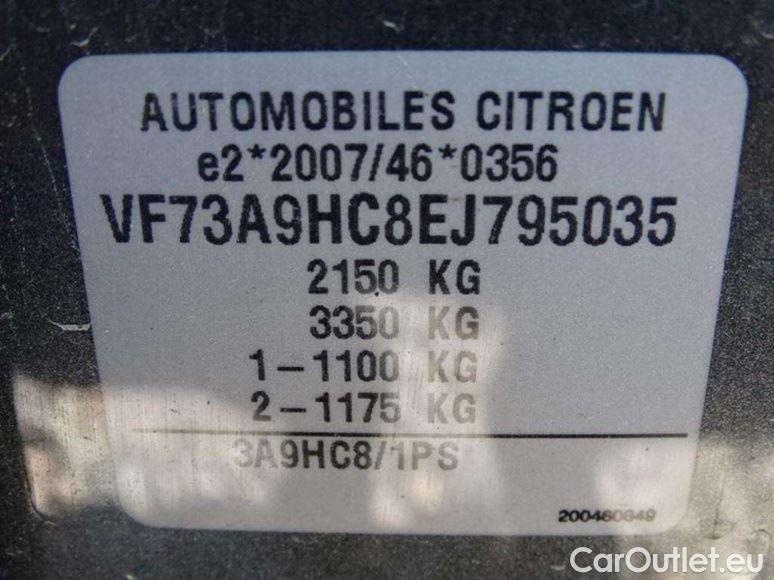 AUTOMOBILES CITROEN
e2*2007/46*0356
VF73A9HC8EJ795035
2150 KG
3350 KG
1-1100 KG
2-1175 KG
3A9HC8/1PS
200460849
CarOutlet.eu